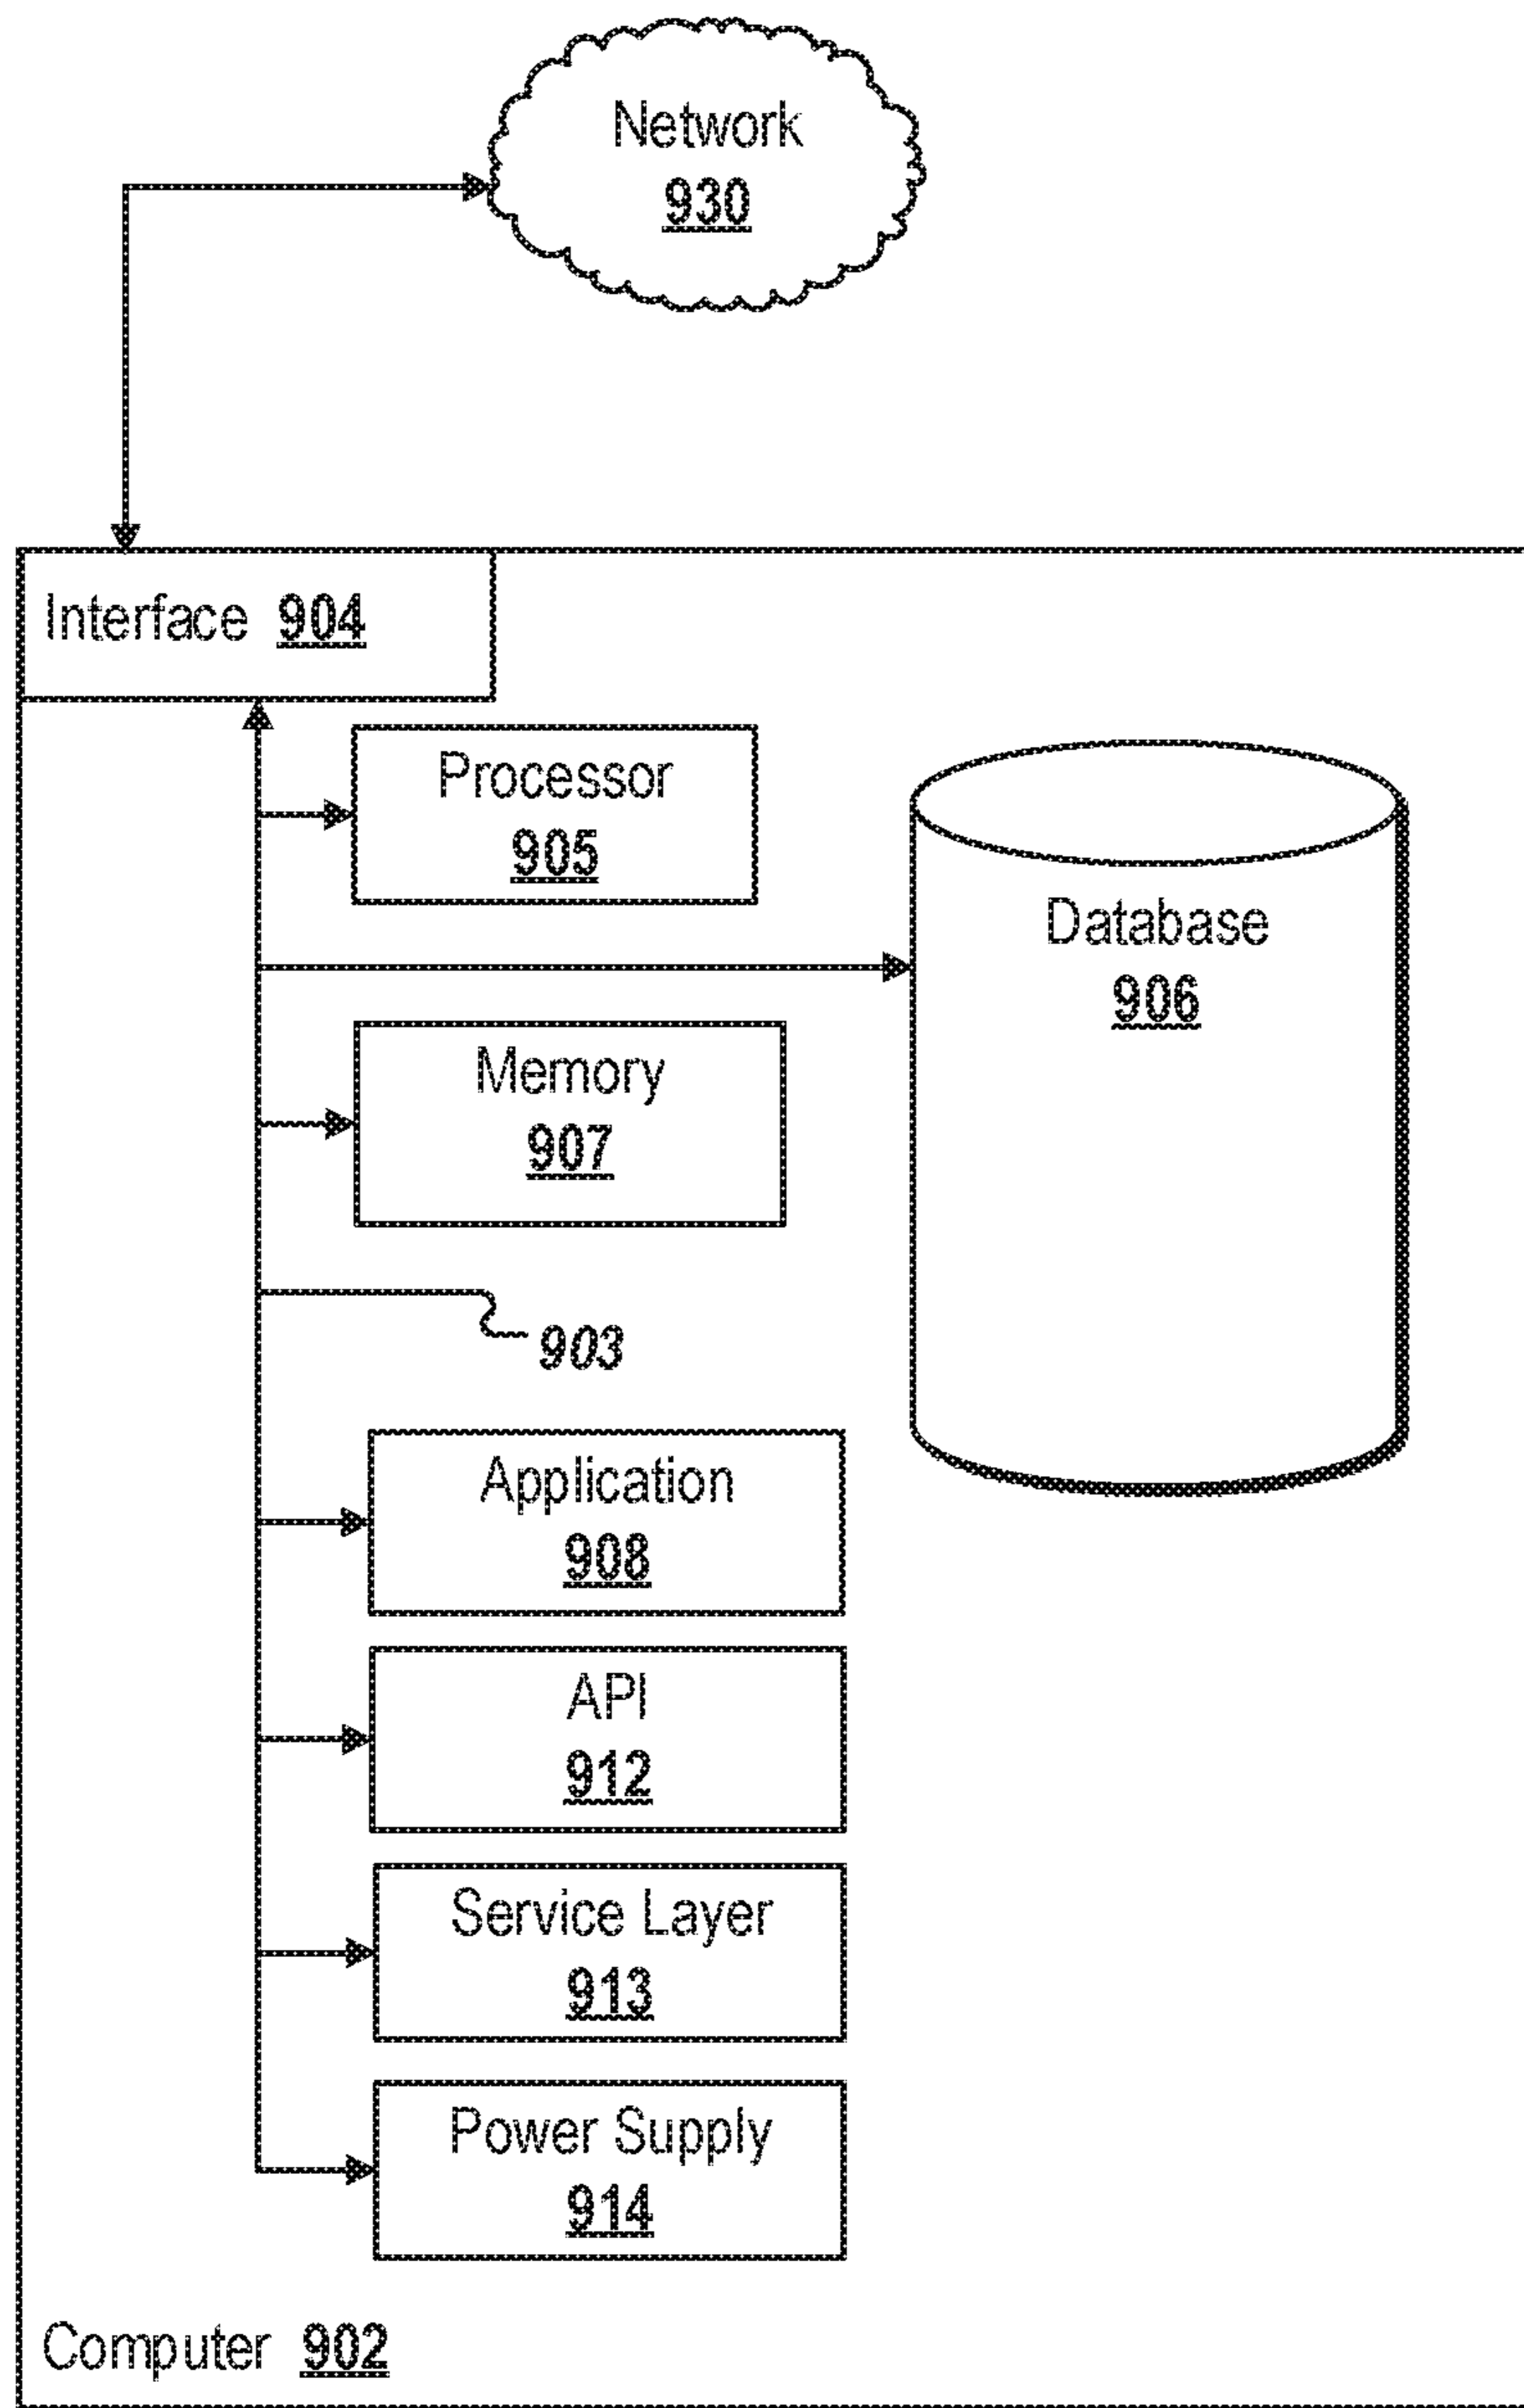 Network
930
Interface 904
Processor
905
Database
906
Memory
907
903
Application
908
API
912
Service Layer
913
Power Supply
914
Computer 902